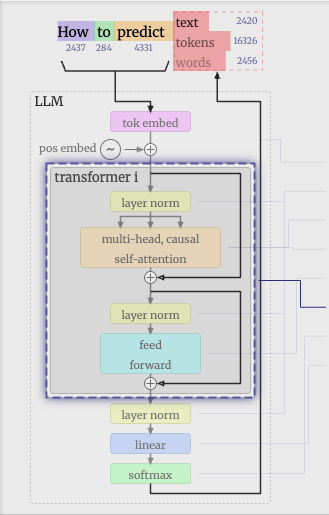 How to predict text 2420
2437 284 4331 tokens 16326
words 2456
LLM
tok embed
pos embed ~
transformer i
layer norm
multi-head, causal
self-attention
layer norm
feed
forward
layer norm
linear
softmax